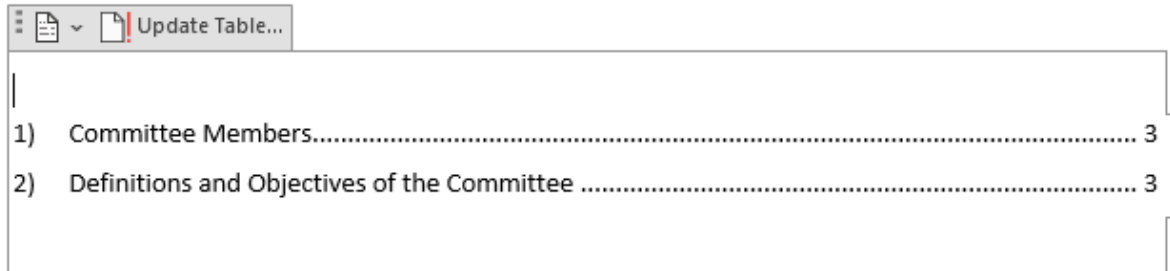 Update Table...
1) Committee Members........................................................................................................................ 3
2) Definitions and Objectives of the Committee ................................................................................ 3